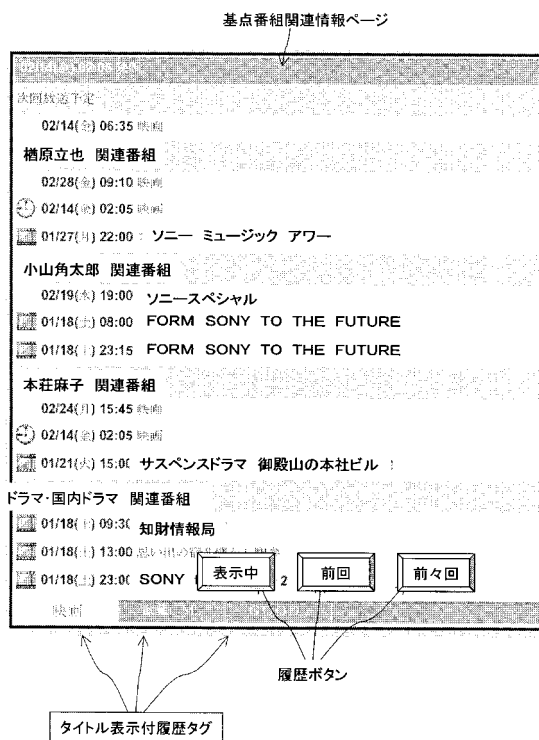 基点番組関連情報ページ
次回放送予定
02/14(金) 06:35 映画
楢原立也 関連番組
02/28(金) 09:10 映画
02/14(金) 02:05 映画
01/27(月) 22:00 ソニー ミュージック アワー
小山角太郎 関連番組
02/19(水) 19:00 ソニースペシャル
01/18(土) 08:00 FORM SONY TO THE FUTURE
01/18(土) 23:15 FORM SONY TO THE FUTURE
本荘麻子 関連番組
02/24(月) 15:45 映画
02/14(金) 02:05 映画
01/21(火) 15:00 サスペンスドラマ 御殿山の本社ビル
ドラマ・国内ドラマ 関連番組
01/18(土) 09:30 知財情報局
01/18(土) 13:00
01/18(土) 23:00 SONY 2
表示中 前回 前々回
映画
履歴ボタン
タイトル表示付履歴タグ